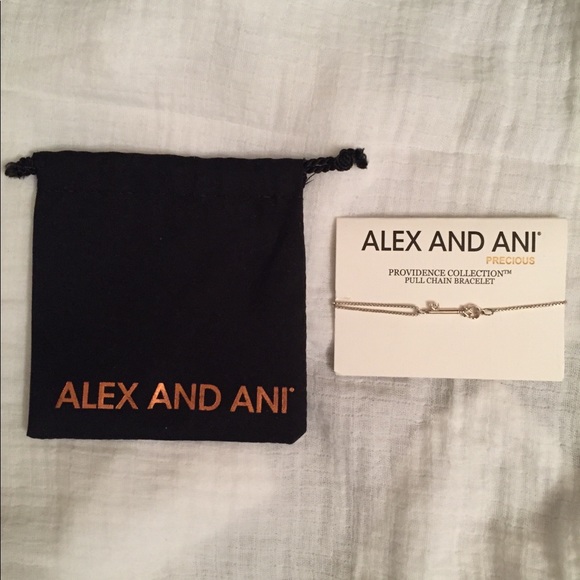 ALEX AND ANI®
ALEX AND ANI®
PRECIOUS
PROVIDENCE COLLECTION™
PULL CHAIN BRACELET